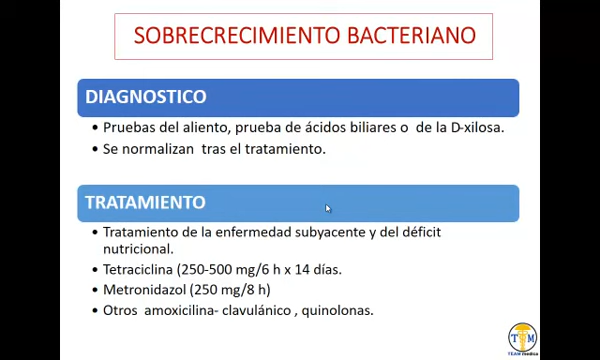 SOBRECRECIMIENTO BACTERIANO
DIAGNOSTICO
• Pruebas del aliento, prueba de ácidos biliares o de la D-xilosa.
• Se normalizan tras el tratamiento.
TRATAMIENTO
• Tratamiento de la enfermedad subyacente y del déficit
nutricional.
• Tetraciclina (250-500 mg/6 h x 14 días.
• Metronidazol (250 mg/8 h)
• Otros amoxicilina- clavulánico , quinolonas.
T M
TEAM medica